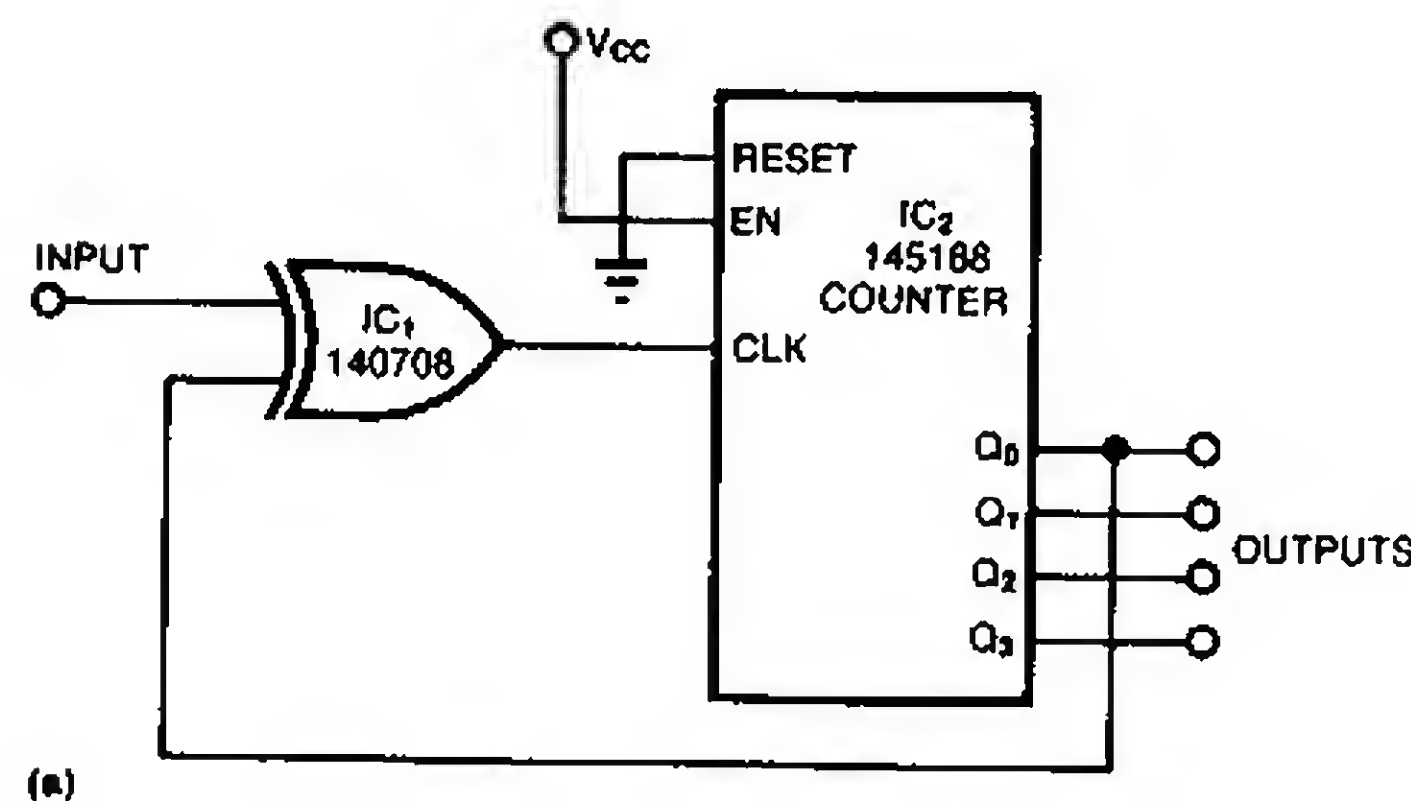 VCC
RESET
EN
IC2
145188
COUNTER
INPUT
IC1
140708
CLK
Q0
Q1
OUTPUTS
Q2
Q3
(a)